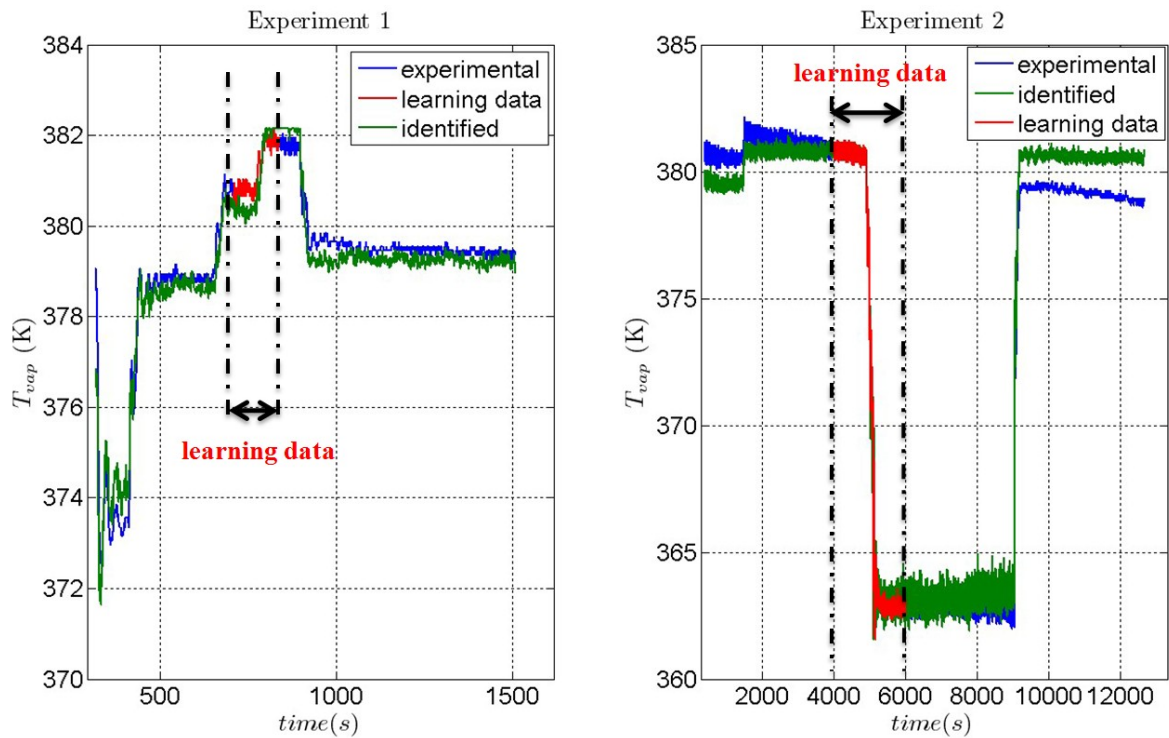 Experiment 1
384
382
380
378
376
374
372
370
T_vap (K)
500
1000
1500
time(s)
experimental
learning data
identified
learning data
Experiment 2
385
380
375
370
365
360
T_vap (K)
2000
4000
6000
8000
10000
12000
time(s)
experimental
identified
learning data
learning data